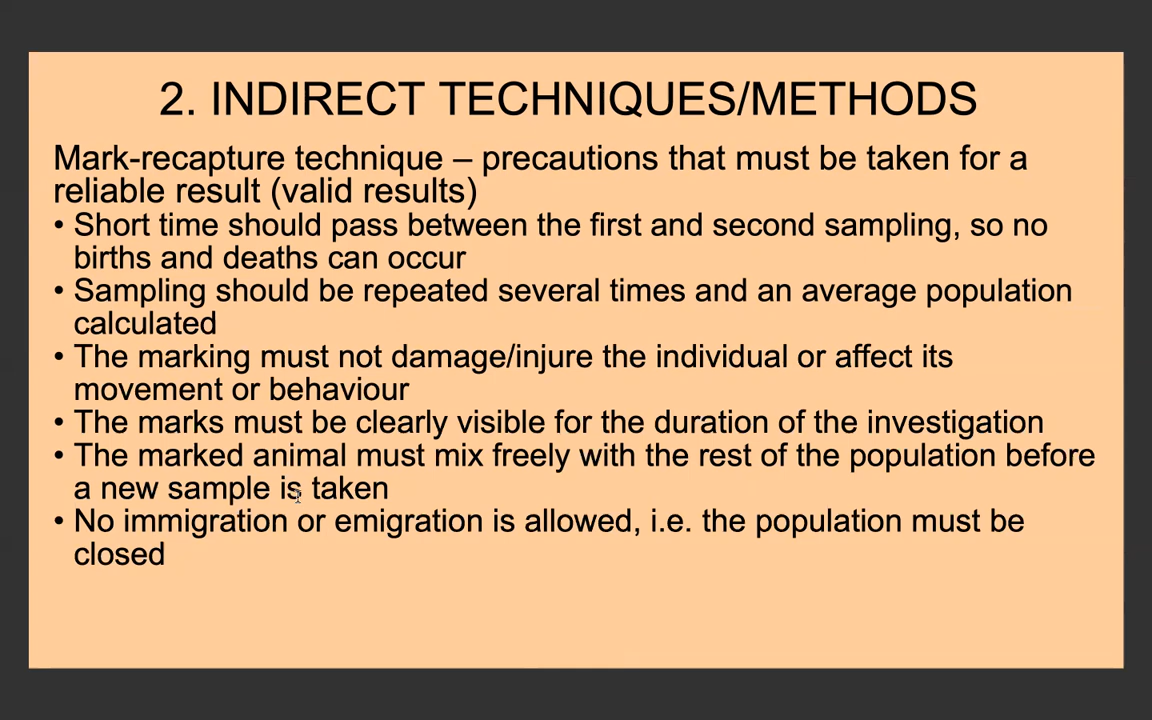 2. INDIRECT TECHNIQUES/METHODS
Mark-recapture technique – precautions that must be taken for a
reliable result (valid results)
• Short time should pass between the first and second sampling, so no
births and deaths can occur
• Sampling should be repeated several times and an average population
calculated
• The marking must not damage/injure the individual or affect its
movement or behaviour
• The marks must be clearly visible for the duration of the investigation
• The marked animal must mix freely with the rest of the population before
a new sample is taken
• No immigration or emigration is allowed, i.e. the population must be
closed